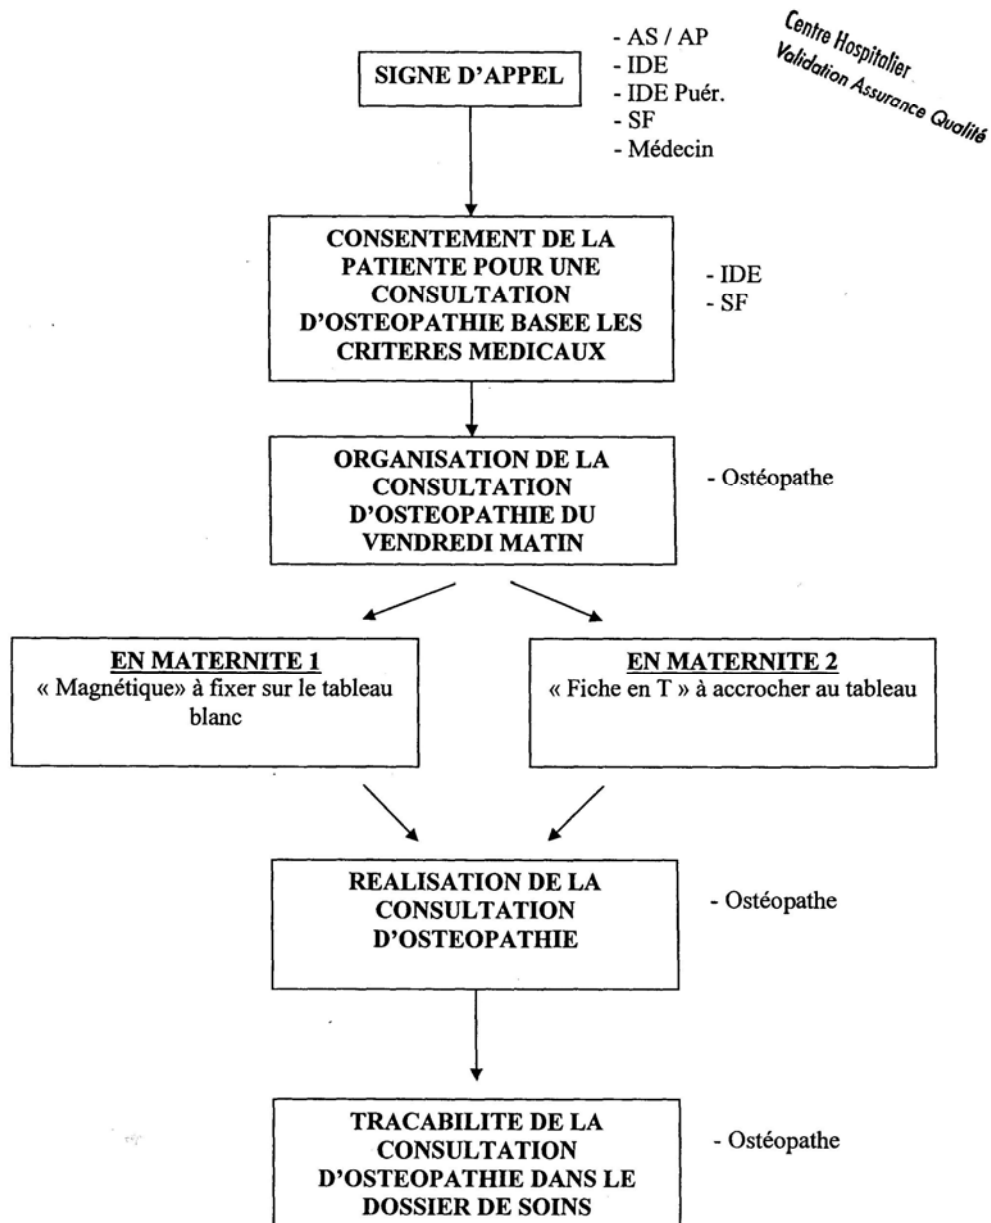 Centre Hospitalier
Validation Assurance Qualité
SIGNE D'APPEL
- AS / AP
- IDE
- IDE Puér.
- SF
- Médecin
CONSENTEMENT DE LA
PATIENTE POUR UNE
CONSULTATION
D'OSTEOPATHIE BASEE LES
CRITERES MEDICAUX
- IDE
- SF
ORGANISATION DE LA
CONSULTATION
D'OSTEOPATHIE DU
VENDREDI MATIN
- Ostéopathe
EN MATERNITE 1
« Magnétique» à fixer sur le tableau
blanc
EN MATERNITE 2
« Fiche en T » à accrocher au tableau
REALISATION DE LA
CONSULTATION
D'OSTEOPATHIE
- Ostéopathe
TRACABILITE DE LA
CONSULTATION
D'OSTEOPATHIE DANS LE
DOSSIER DE SOINS
- Ostéopathe